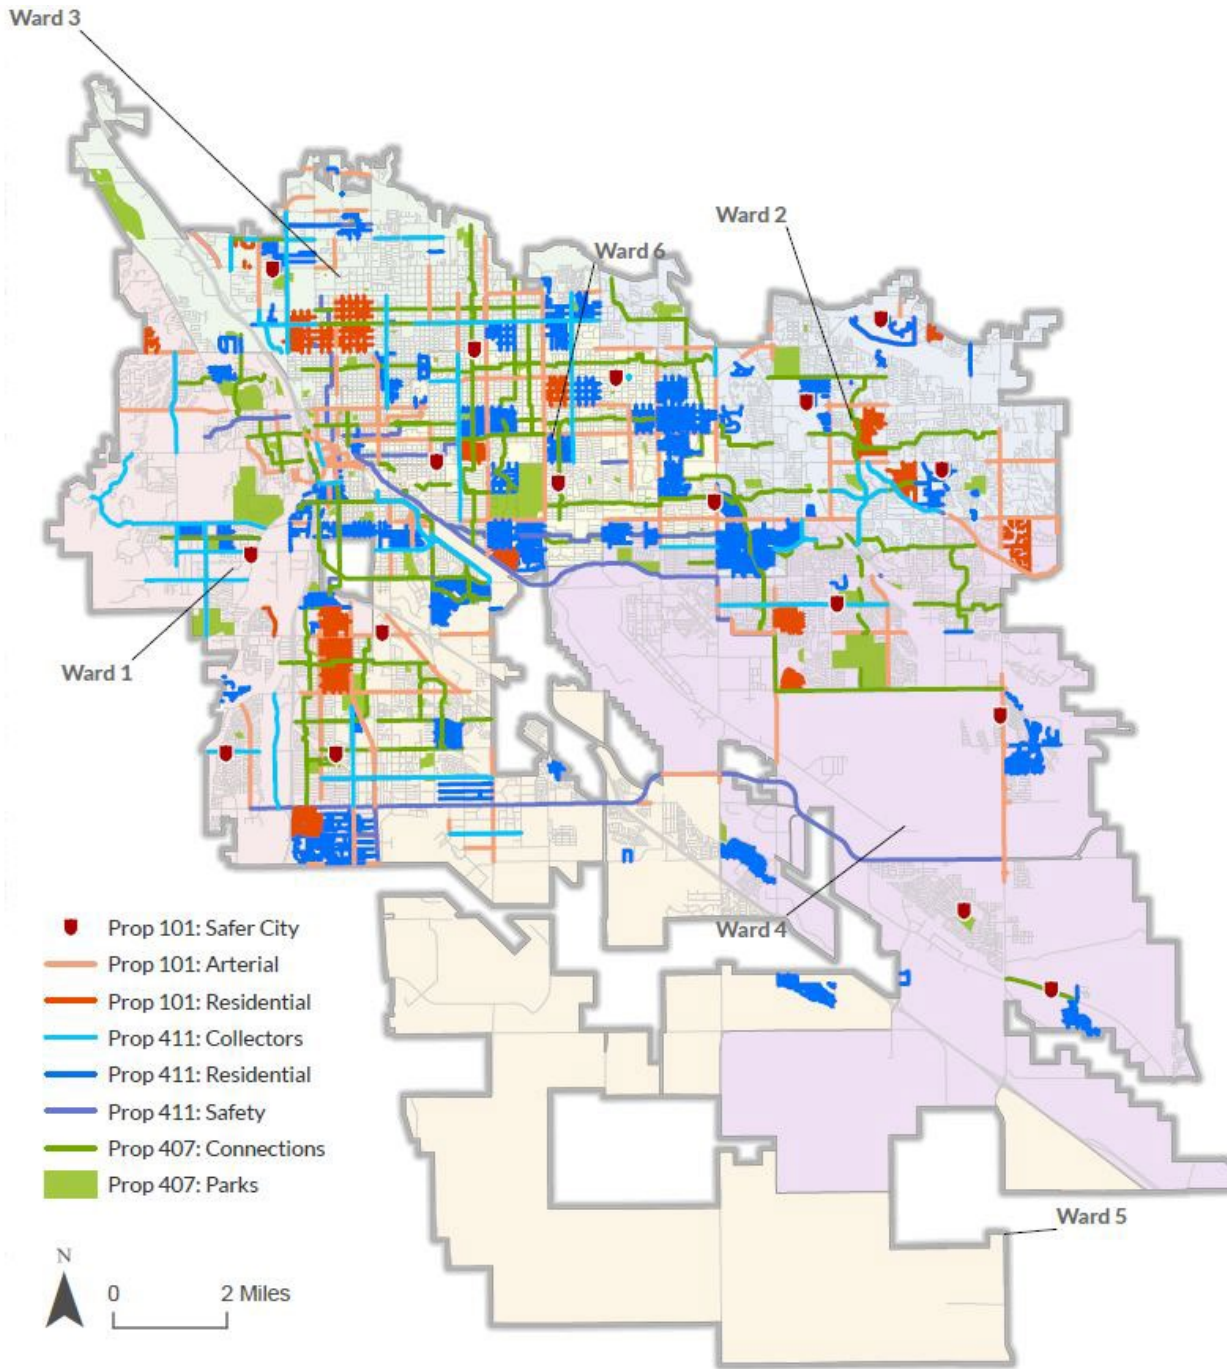 Ward 3
Ward 2
Ward 6
Ward 1
Ward 4
Prop 101: Safer City
Prop 101: Arterial
Prop 101: Residential
Prop 411: Collectors
Prop 411: Residential
Prop 411: Safety
Prop 407: Connections
Prop 407: Parks
Ward 5
N
0 2 Miles